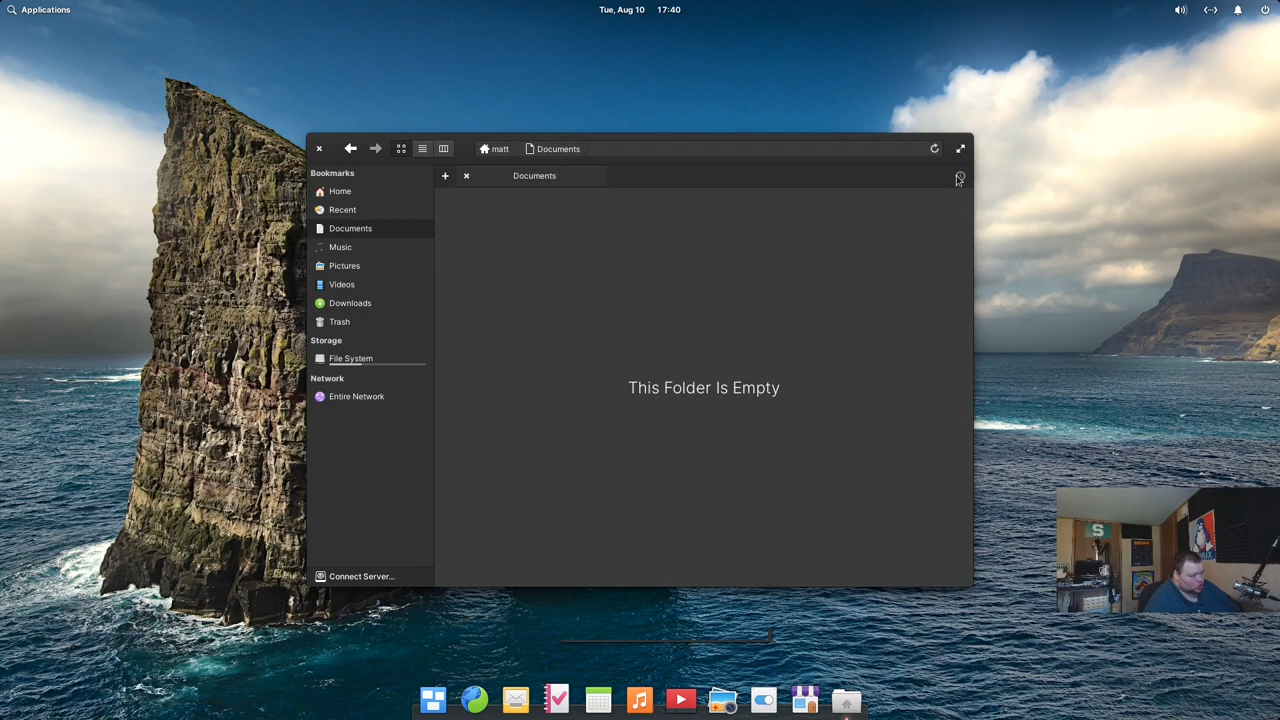 Applications
Tue, Aug 10 17:40
matt Documents
Documents
Bookmarks
Home
Recent
Documents
Music
Pictures
Videos
Downloads
Trash
Storage
File System
Network
Entire Network
This Folder Is Empty
Connect Server...
S